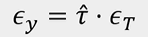 ϵ_y = τ̂ · ϵ_T